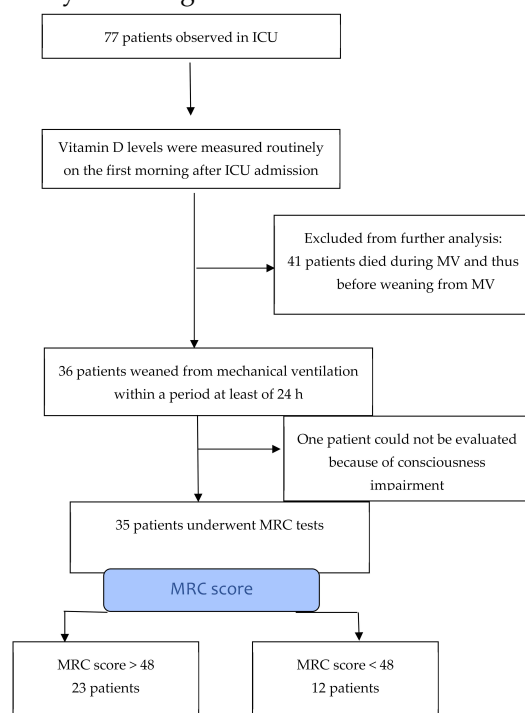 77 patients observed in ICU
Vitamin D levels were measured routinely
on the first morning after ICU admission
Excluded from further analysis:
41 patients died during MV and thus
before weaning from MV
36 patients weaned from mechanical ventilation
within a period at least of 24 h
One patient could not be evaluated
because of consciousness
impairment
35 patients underwent MRC tests
MRC score
MRC score > 48
23 patients
MRC score < 48
12 patients